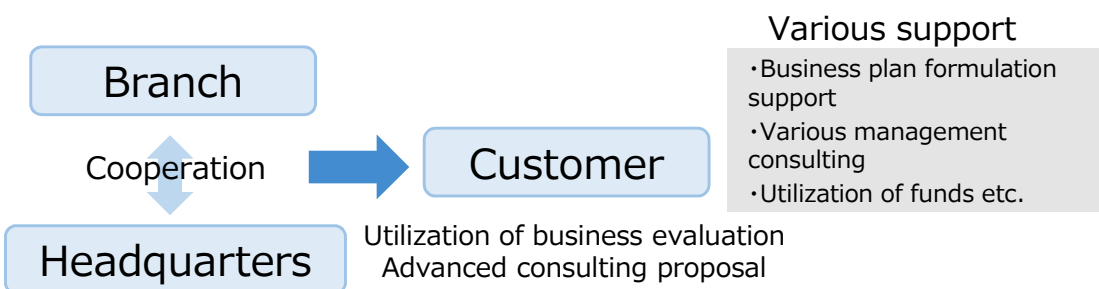 Various support
Branch
・Business plan formulation
support
・Various management
consulting
・Utilization of funds etc.
Cooperation
Customer
Headquarters
Utilization of business evaluation
Advanced consulting proposal